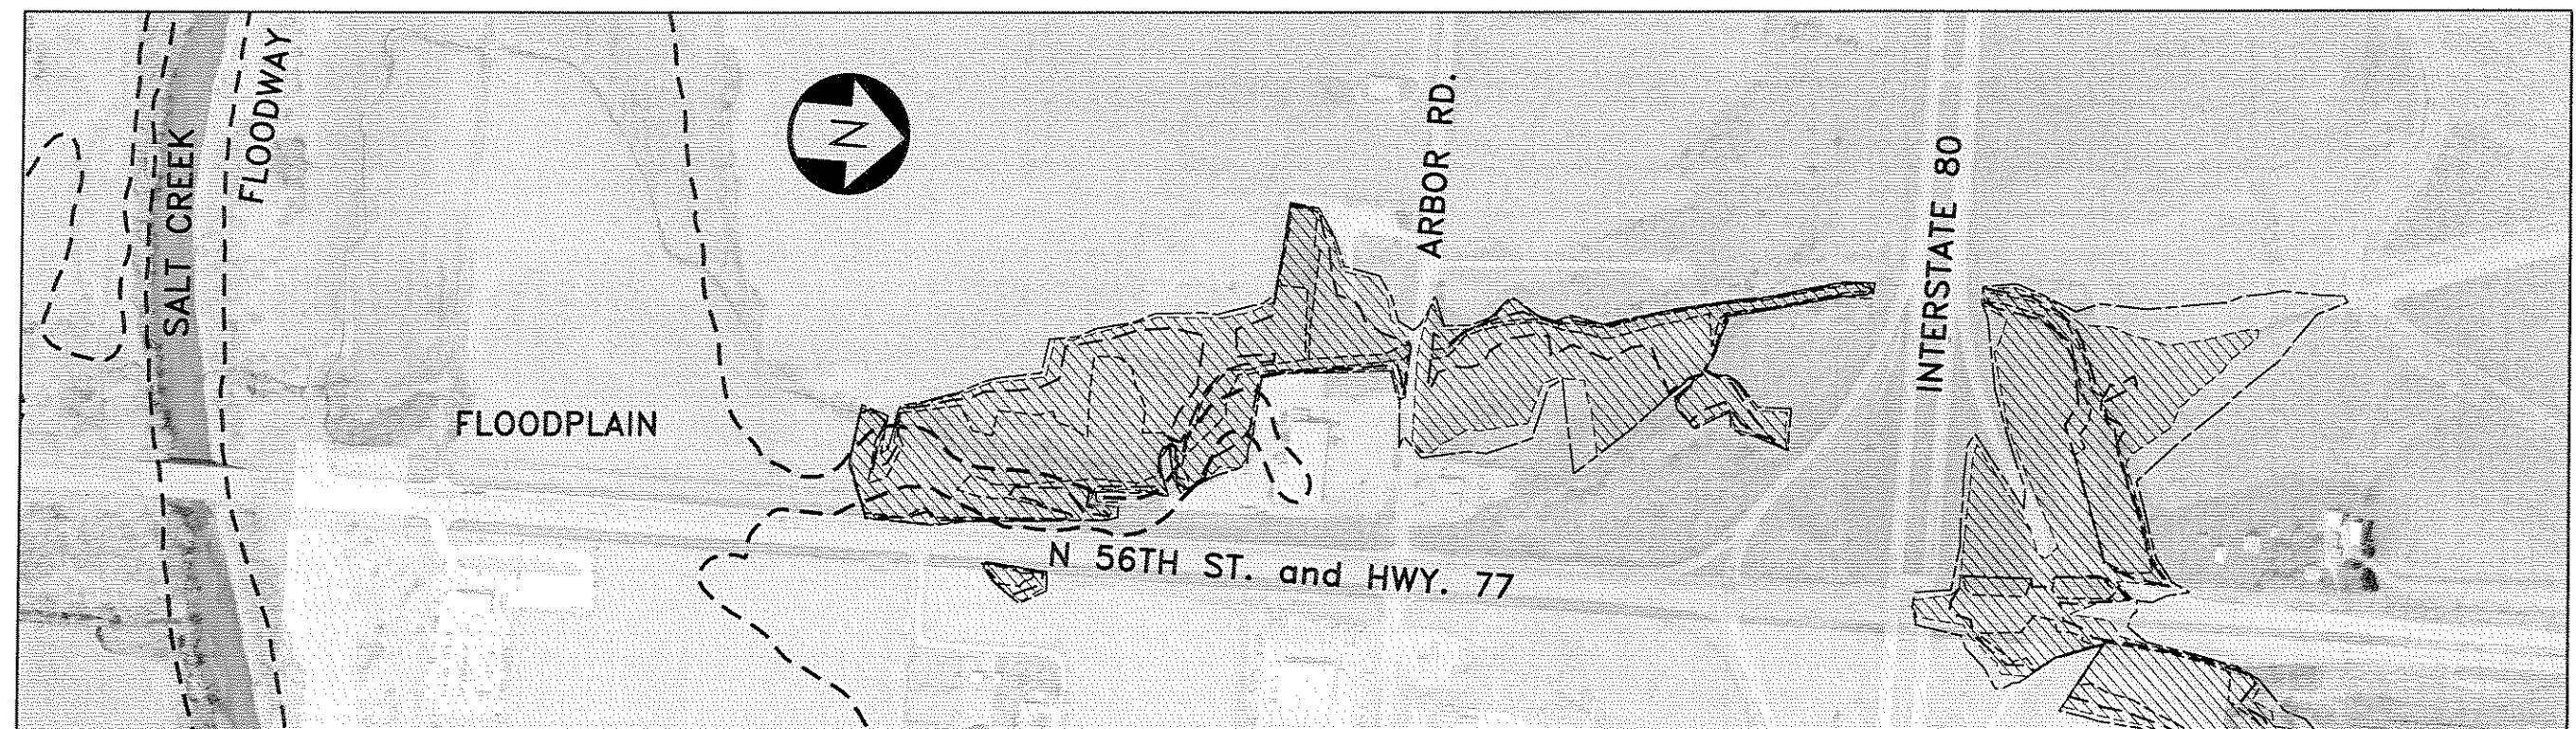 SALT CREEK
FLOODWAY
FLOODPLAIN
N
ARBOR RD.
INTERSTATE 80
N 56TH ST. and HWY. 77